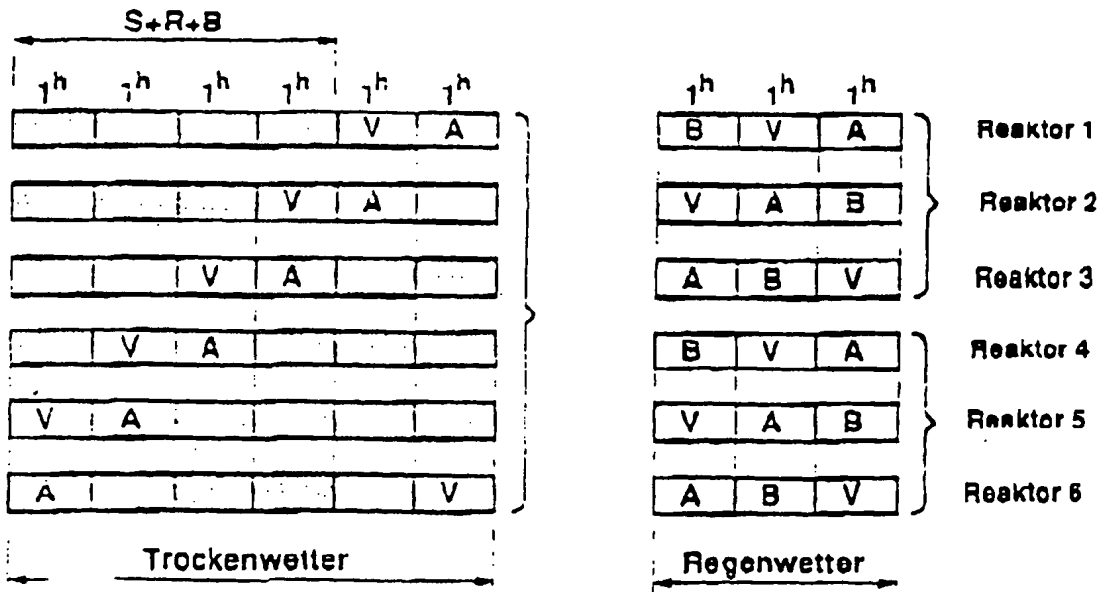 S+R+B
1h 1h 1h 1h 1h 1h 1h 1h 1h
V A B V A Reaktor 1
V A V A B Reaktor 2
V A A B V Reaktor 3
V A B V A Reaktor 4
V A V A B Reaktor 5
A V A B V Reaktor 6
Trockenwetter Regenwetter